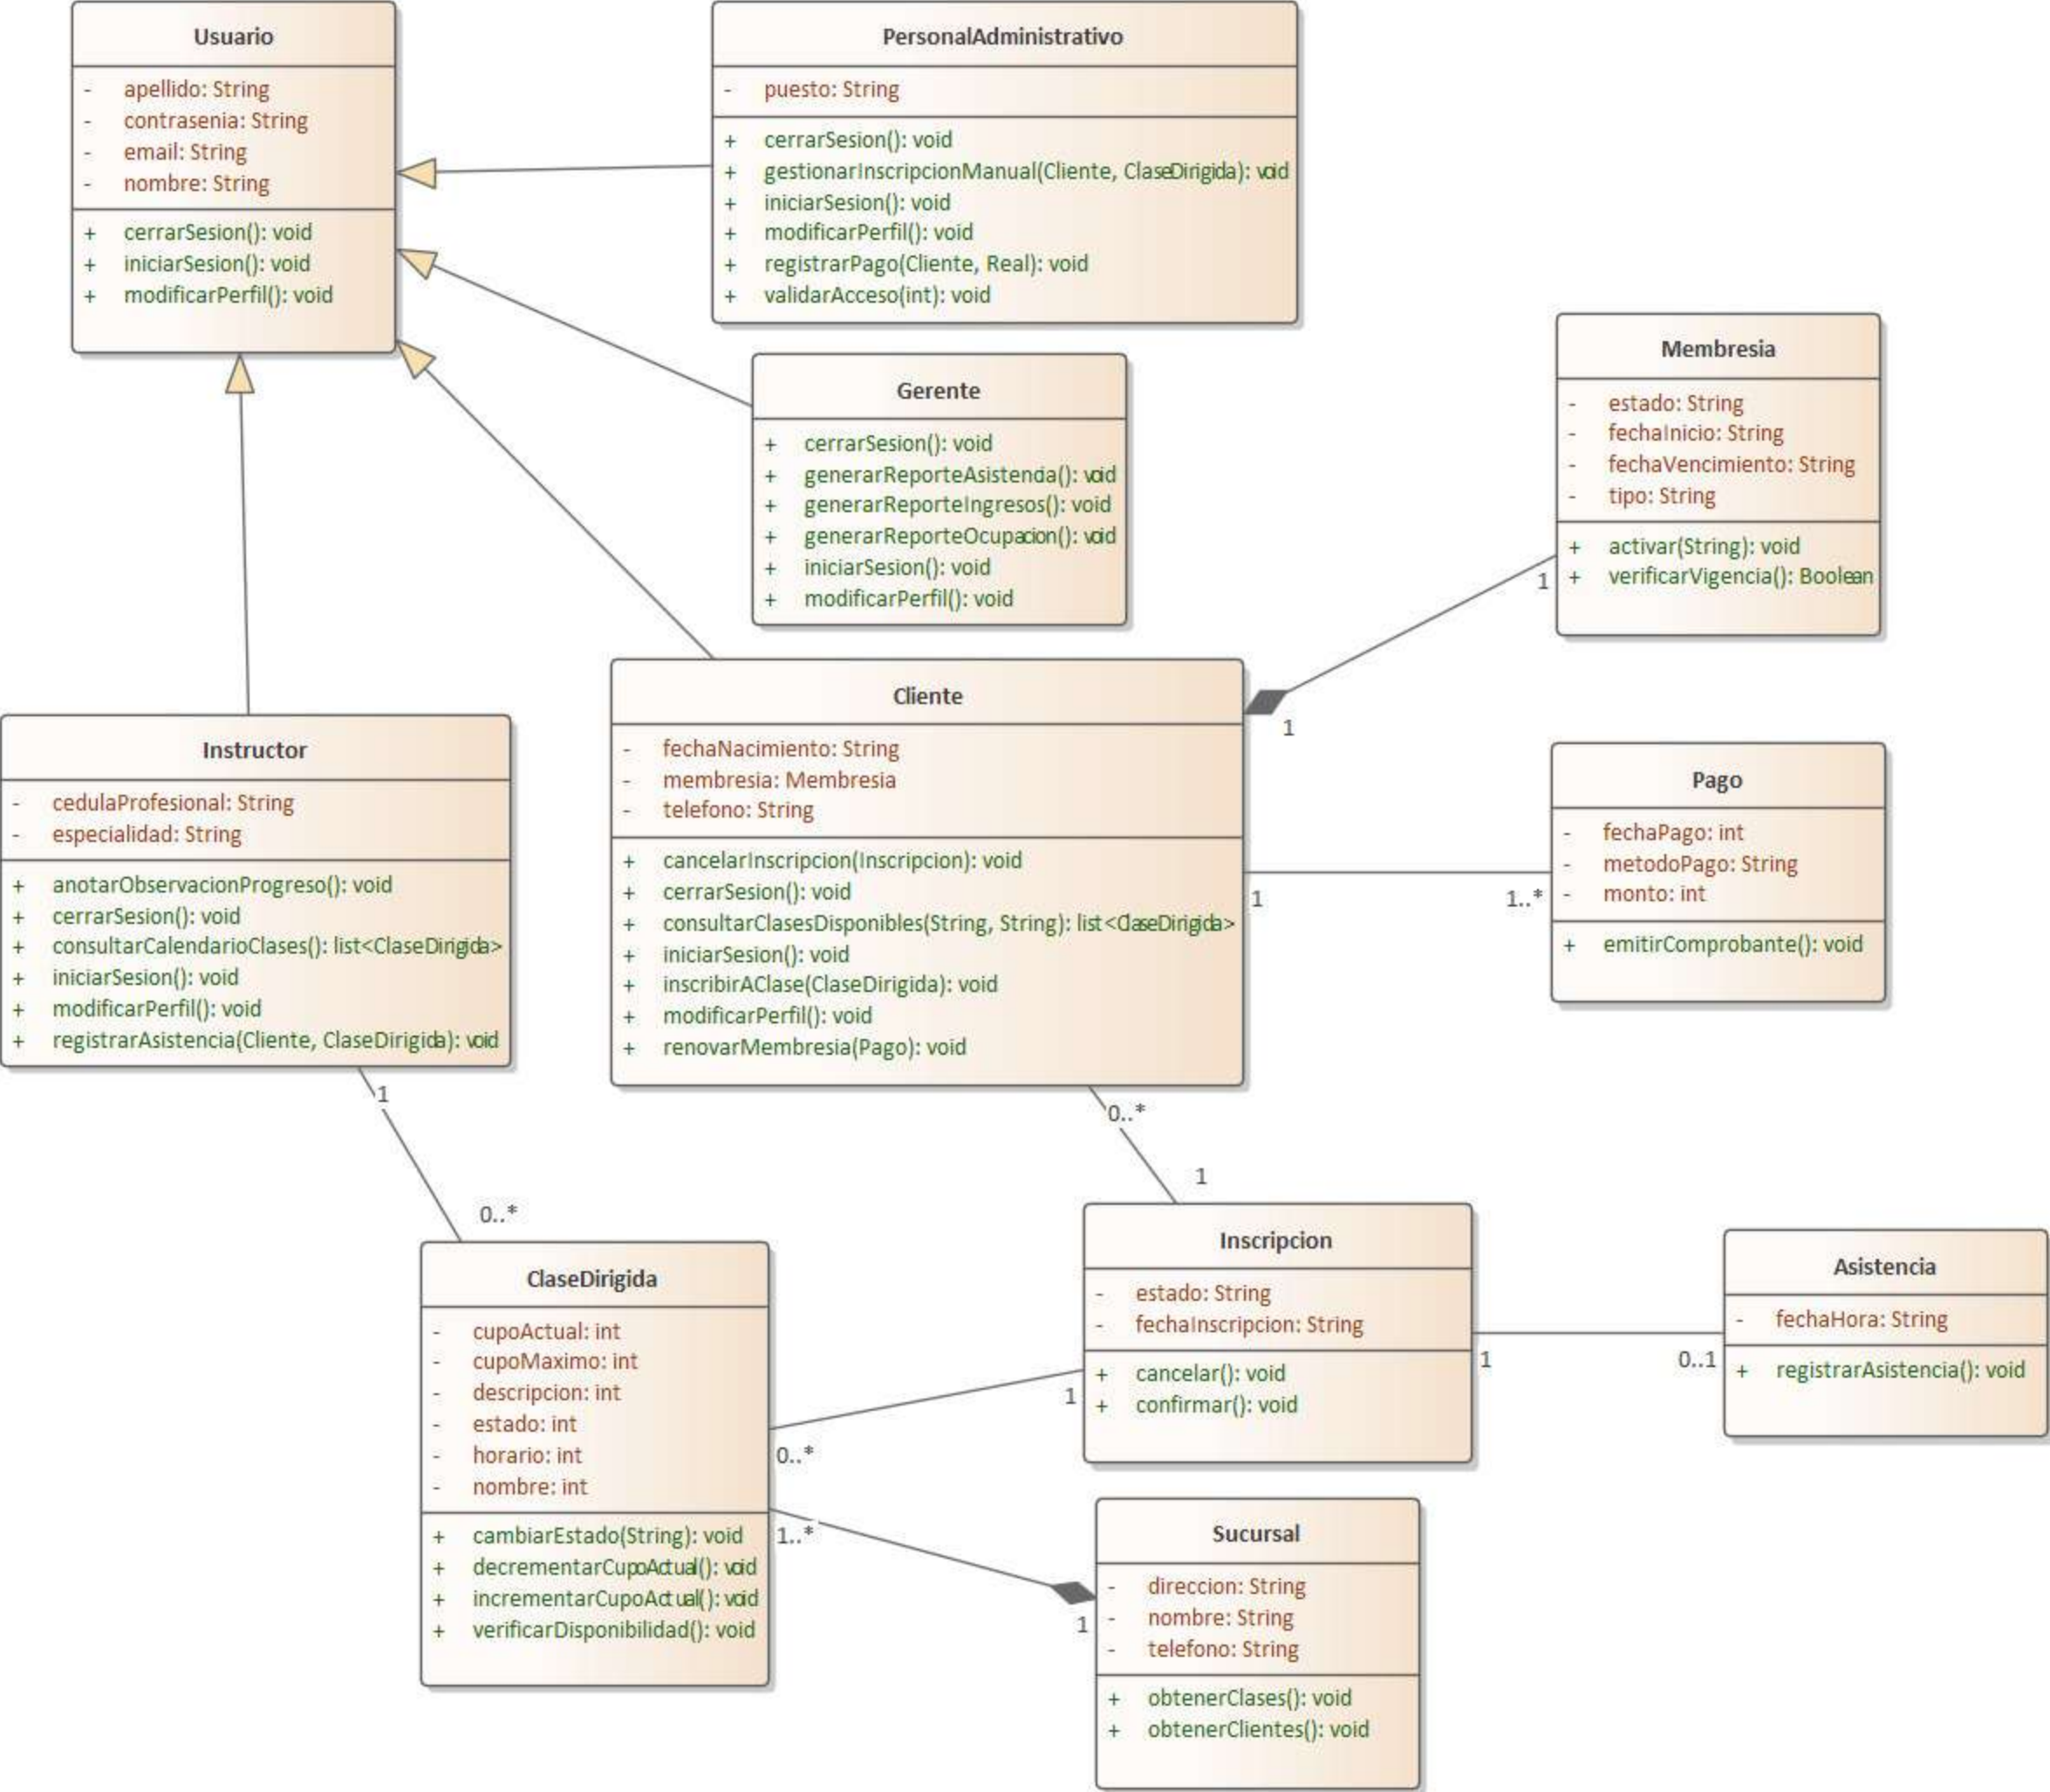 Usuario
- apellido: String
- contrasenia: String
- email: String
- nombre: String
+ cerrarSesion(): void
+ iniciarSesion(): void
+ modificarPerfil(): void
PersonalAdministrativo
- puesto: String
+ cerrarSesion(): void
+ gestionarInscripcionManual(Cliente, ClaseDirigida): void
+ iniciarSesion(): void
+ modificarPerfil(): void
+ registrarPago(Cliente, Real): void
+ validarAcceso(int): void
Gerente
+ cerrarSesion(): void
+ generarReporteAsistencia(): void
+ generarReporteIngresos(): void
+ generarReporteOcupacion(): void
+ iniciarSesion(): void
+ modificarPerfil(): void
Membresia
- estado: String
- fechaInicio: String
- fechaVencimiento: String
- tipo: String
+ activar(String): void
+ verificarVigencia(): Boolean
1
1
Cliente
- fechaNacimiento: String
- membresia: Membresia
- telefono: String
+ cancelarInscripcion(Inscripcion): void
+ cerrarSesion(): void
+ consultarClasesDisponibles(String, String): list<ClaseDirigida>
+ iniciarSesion(): void
+ inscribirAClase(ClaseDirigida): void
+ modificarPerfil(): void
+ renovarMembresia(Pago): void
Instructor
- cedulaProfesional: String
- especialidad: String
+ anotarObservacionProgreso(): void
+ cerrarSesion(): void
+ consultarCalendarioClases(): list<ClaseDirigida>
+ iniciarSesion(): void
+ modificarPerfil(): void
+ registrarAsistencia(Cliente, ClaseDirigida): void
Pago
- fechaPago: int
- metodoPago: String
- monto: int
+ emitirComprobante(): void
1
1..*
1
0..*
0..*
1
ClaseDirigida
- cupoActual: int
- cupoMaximo: int
- descripcion: int
- estado: int
- horario: int
- nombre: int
+ cambiarEstado(String): void
+ decrementarCupoActual(): void
+ incrementarCupoActual(): void
+ verificarDisponibilidad(): void
Inscripcion
- estado: String
- fechaInscripcion: String
+ cancelar(): void
+ confirmar(): void
Asistencia
- fechaHora: String
+ registrarAsistencia(): void
1
0..1
1
0..*
1..*
1
Sucursal
- direccion: String
- nombre: String
- telefono: String
+ obtenerClases(): void
+ obtenerClientes(): void